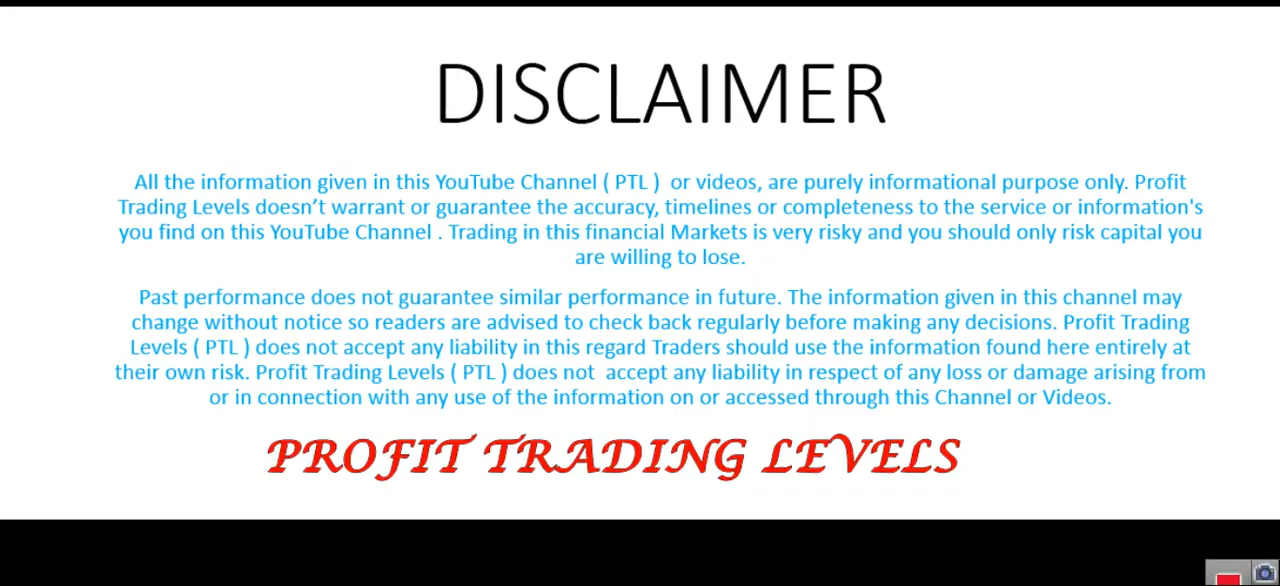 DISCLAIMER
All the information given in this YouTube Channel ( PTL )  or videos, are purely informational purpose only. Profit
Trading Levels doesn’t warrant or guarantee the accuracy, timelines or completeness to the service or information's
you find on this YouTube Channel . Trading in this financial Markets is very risky and you should only risk capital you
are willing to lose.
Past performance does not guarantee similar performance in future. The information given in this channel may
change without notice so readers are advised to check back regularly before making any decisions. Profit Trading
Levels ( PTL ) does not accept any liability in this regard Traders should use the information found here entirely at
their own risk. Profit Trading Levels ( PTL ) does not  accept any liability in respect of any loss or damage arising from
or in connection with any use of the information on or accessed through this Channel or Videos.
PROFIT TRADING LEVELS